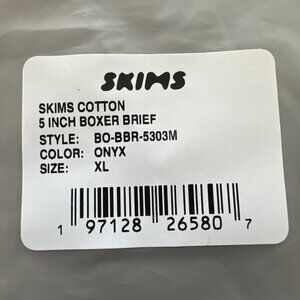 SKIMS
SKIMS COTTON
5 INCH BOXER BRIEF
STYLE: BO-BBR-5303M
COLOR: ONYX
SIZE: XL
1 97128 26580 7